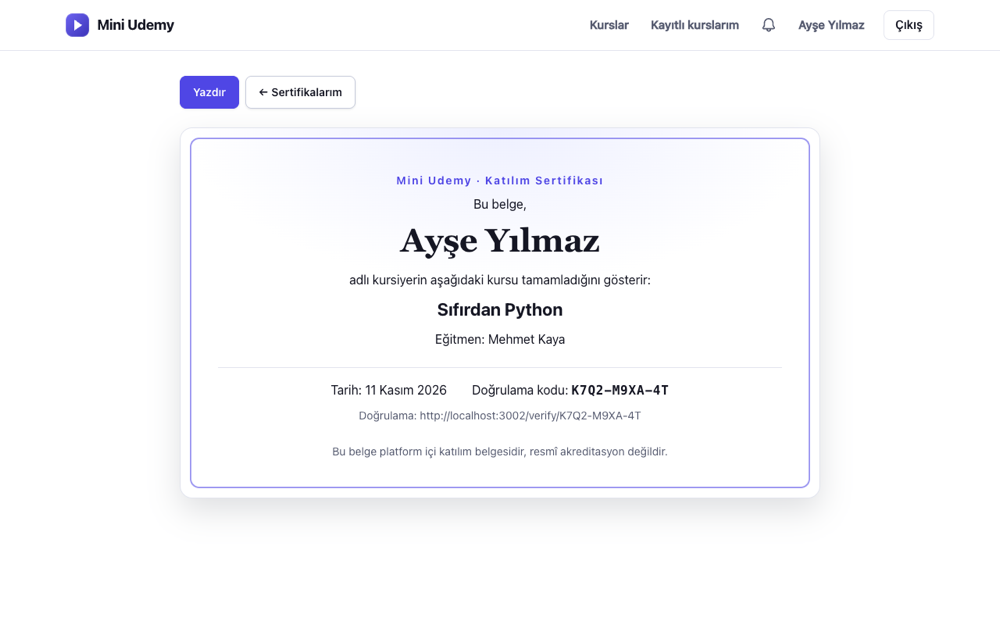 Mini Udemy
Kurslar Kayıtlı kurslarım Ayşe Yılmaz Çıkış
Yazdır ← Sertifikalarım
Mini Udemy · Katılım Sertifikası
Bu belge,
Ayşe Yılmaz
adlı kursiyerin aşağıdaki kursu tamamladığını gösterir:
Sıfırdan Python
Eğitmen: Mehmet Kaya
Tarih: 11 Kasım 2026 Doğrulama kodu: K7Q2-M9XA-4T
Doğrulama: http://localhost:3002/verify/K7Q2-M9XA-4T
Bu belge platform içi katılım belgesidir, resmî akreditasyon değildir.